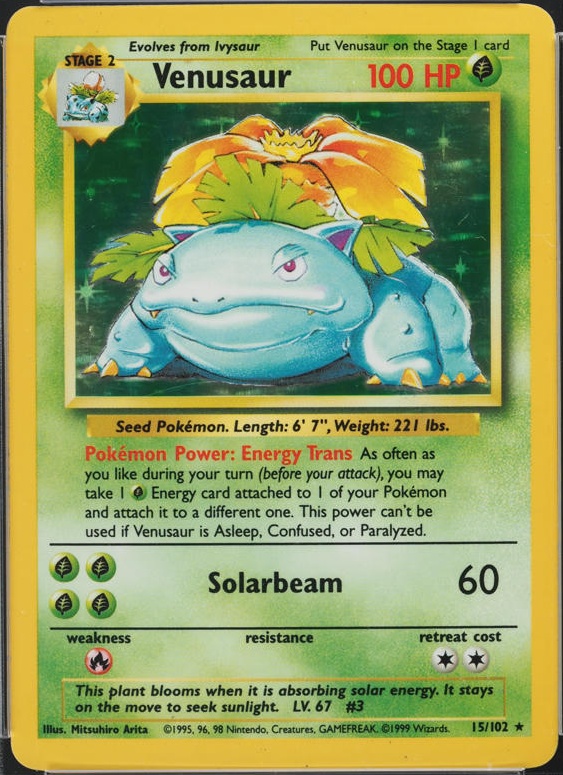 Evolves from Ivysaur Put Venusaur on the Stage 1 card
STAGE 2
Venusaur 100 HP
Seed Pokémon. Length: 6' 7", Weight: 221 lbs.
Pokémon Power: Energy Trans As often as
you like during your turn (before your attack), you may
take 1 Energy card attached to 1 of your Pokémon
and attach it to a different one. This power can't be
used if Venusaur is Asleep, Confused, or Paralyzed.
Solarbeam 60
weakness resistance retreat cost
This plant blooms when it is absorbing solar energy. It stays
on the move to seek sunlight. LV. 67 #3
Illus. Mitsuhiro Arita ©1995, 96, 98 Nintendo, Creatures, GAMEFREAK. ©1999 Wizards. 15/102 ★